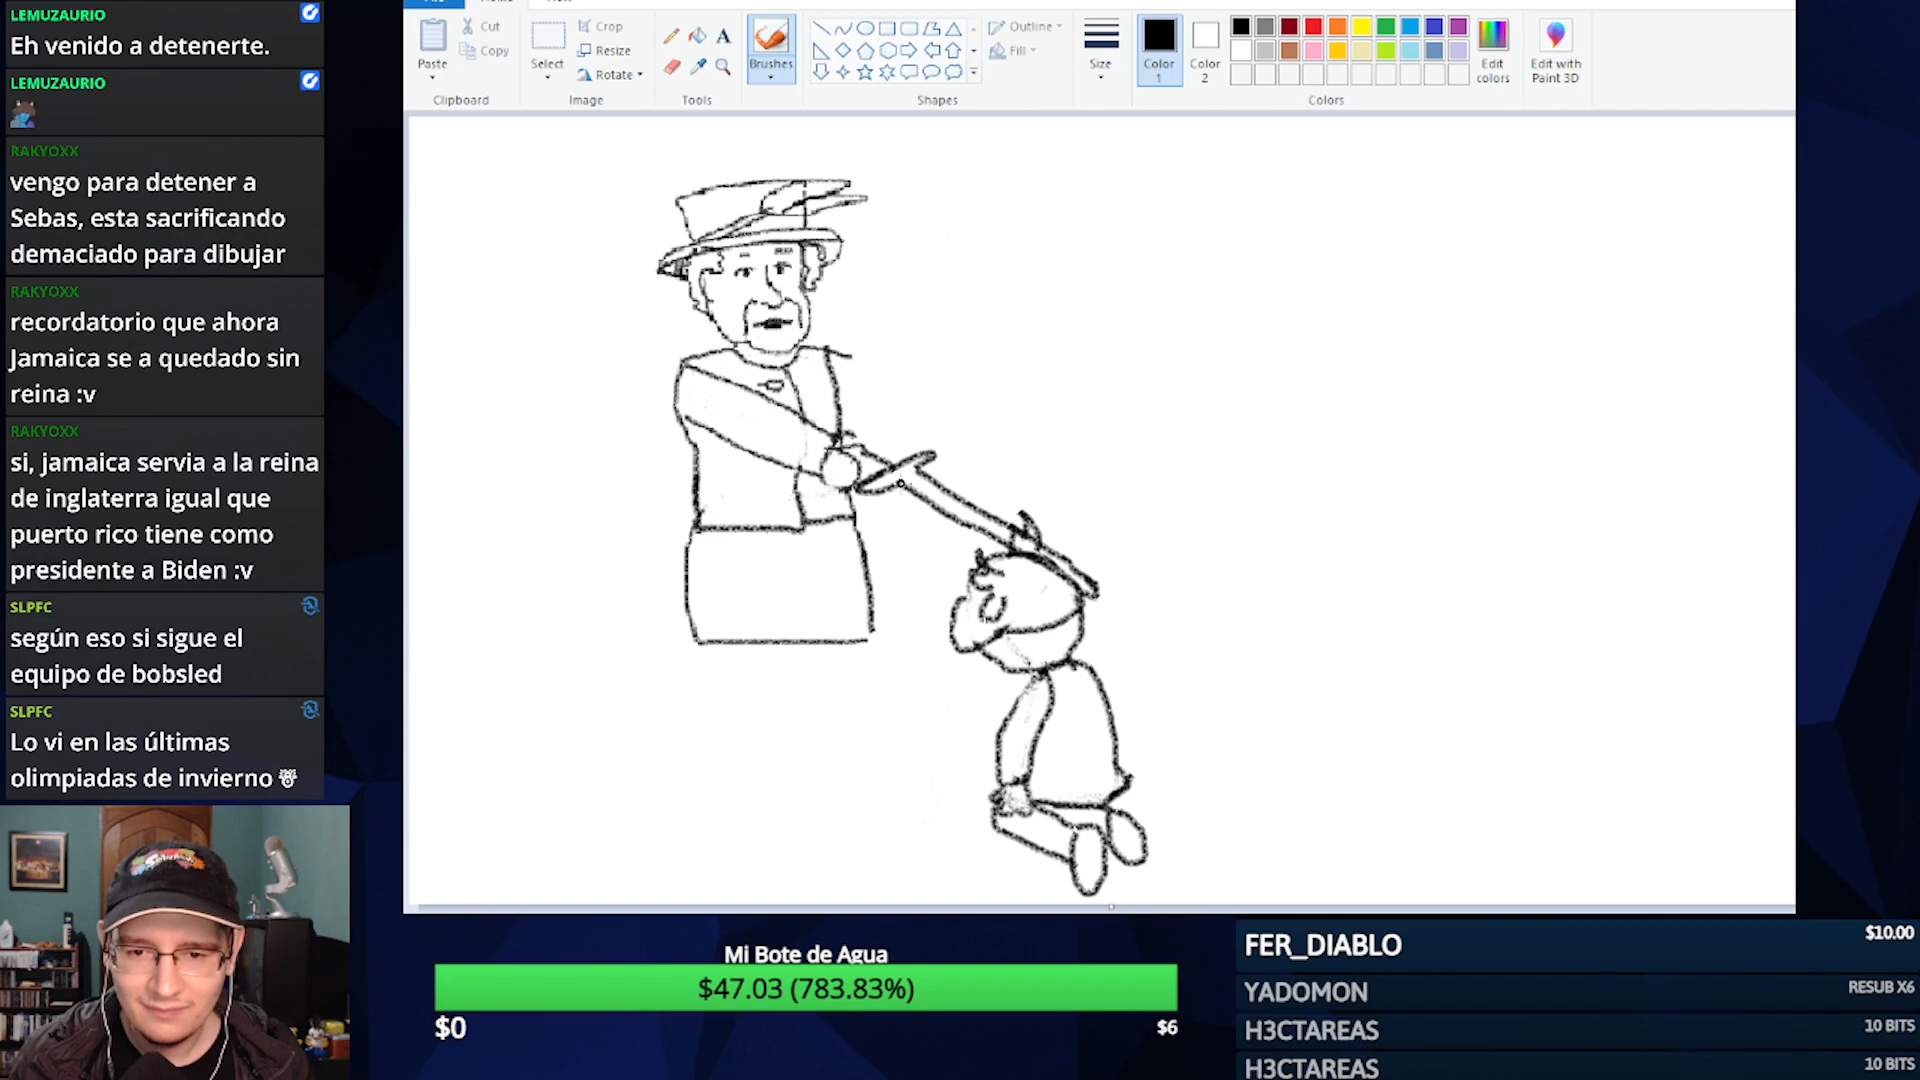 LEMUZAURIO
Eh venido a detenerte.
LEMUZAURIO
RAKYOXX
vengo para detener a
Sebas, esta sacrificando
demaciado para dibujar
RAKYOXX
recordatorio que ahora
Jamaica se a quedado sin
reina :v
RAKYOXX
si, jamaica servia a la reina
de inglaterra igual que
puerto rico tiene como
presidente a Biden :v
SLPFC
según eso si sigue el
equipo de bobsled
SLPFC
Lo vi en las últimas
olimpiadas de invierno
Paste
Cut
Copy
Clipboard
Select
Crop
Resize
Rotate
Image
Tools
Brushes
Shapes
Outline
Fill
Size
Color
1
Color
2
Colors
Edit
colors
Edit with
Paint 3D
Mi Bote de Agua
$47.03 (783.83%)
$0
$6
FER_DIABLO
$10.00
YADOMON
RESUB X6
H3CTAREAS
10 BITS
H3CTAREAS
10 BITS